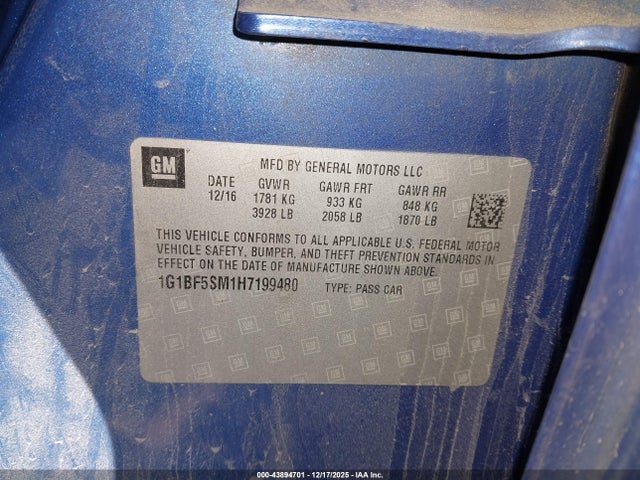 GM
MFD BY GENERAL MOTORS LLC
DATE GVWR GAWR FRT GAWR RR
12/16 1781 KG 933 KG 848 KG
3928 LB 2058 LB 1870 LB
THIS VEHICLE CONFORMS TO ALL APPLICABLE U.S. FEDERAL MOTOR
VEHICLE SAFETY, BUMPER, AND THEFT PREVENTION STANDARDS IN
EFFECT ON THE DATE OF MANUFACTURE SHOWN ABOVE.
1G1BF5SM1H7199480 TYPE: PASS CAR
000-43894701 - 12/17/2025 - IAA Inc.